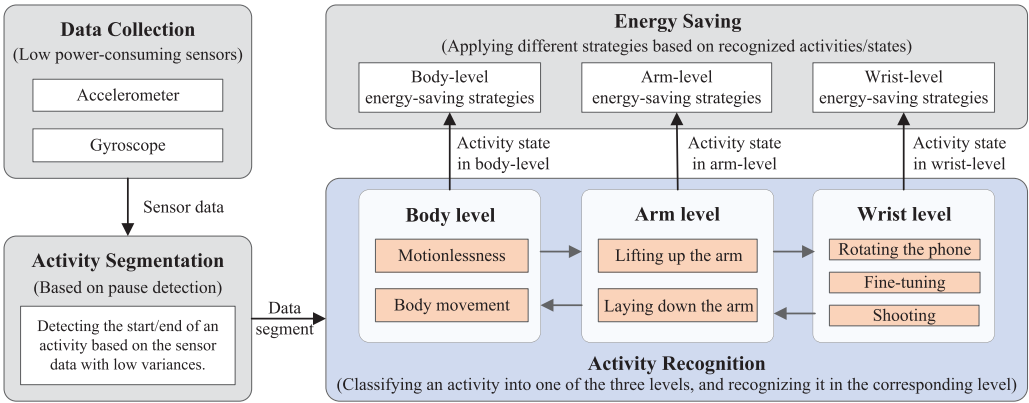 Data Collection
(Low power-consuming sensors)
Accelerometer
Gyroscope
Sensor data
Activity Segmentation
(Based on pause detection)
Detecting the start/end of an
activity based on the sensor
data with low variances.
Data
segment
Energy Saving
(Applying different strategies based on recognized activities/states)
Body-level
energy-saving strategies
Arm-level
energy-saving strategies
Wrist-level
energy-saving strategies
Activity state
in body-level
Activity state
in arm-level
Activity state
in wrist-level
Body level
Motionlessness
Body movement
Arm level
Lifting up the arm
Laying down the arm
Wrist level
Rotating the phone
Fine-tuning
Shooting
Activity Recognition
(Classifying an activity into one of the three levels, and recognizing it in the corresponding level)